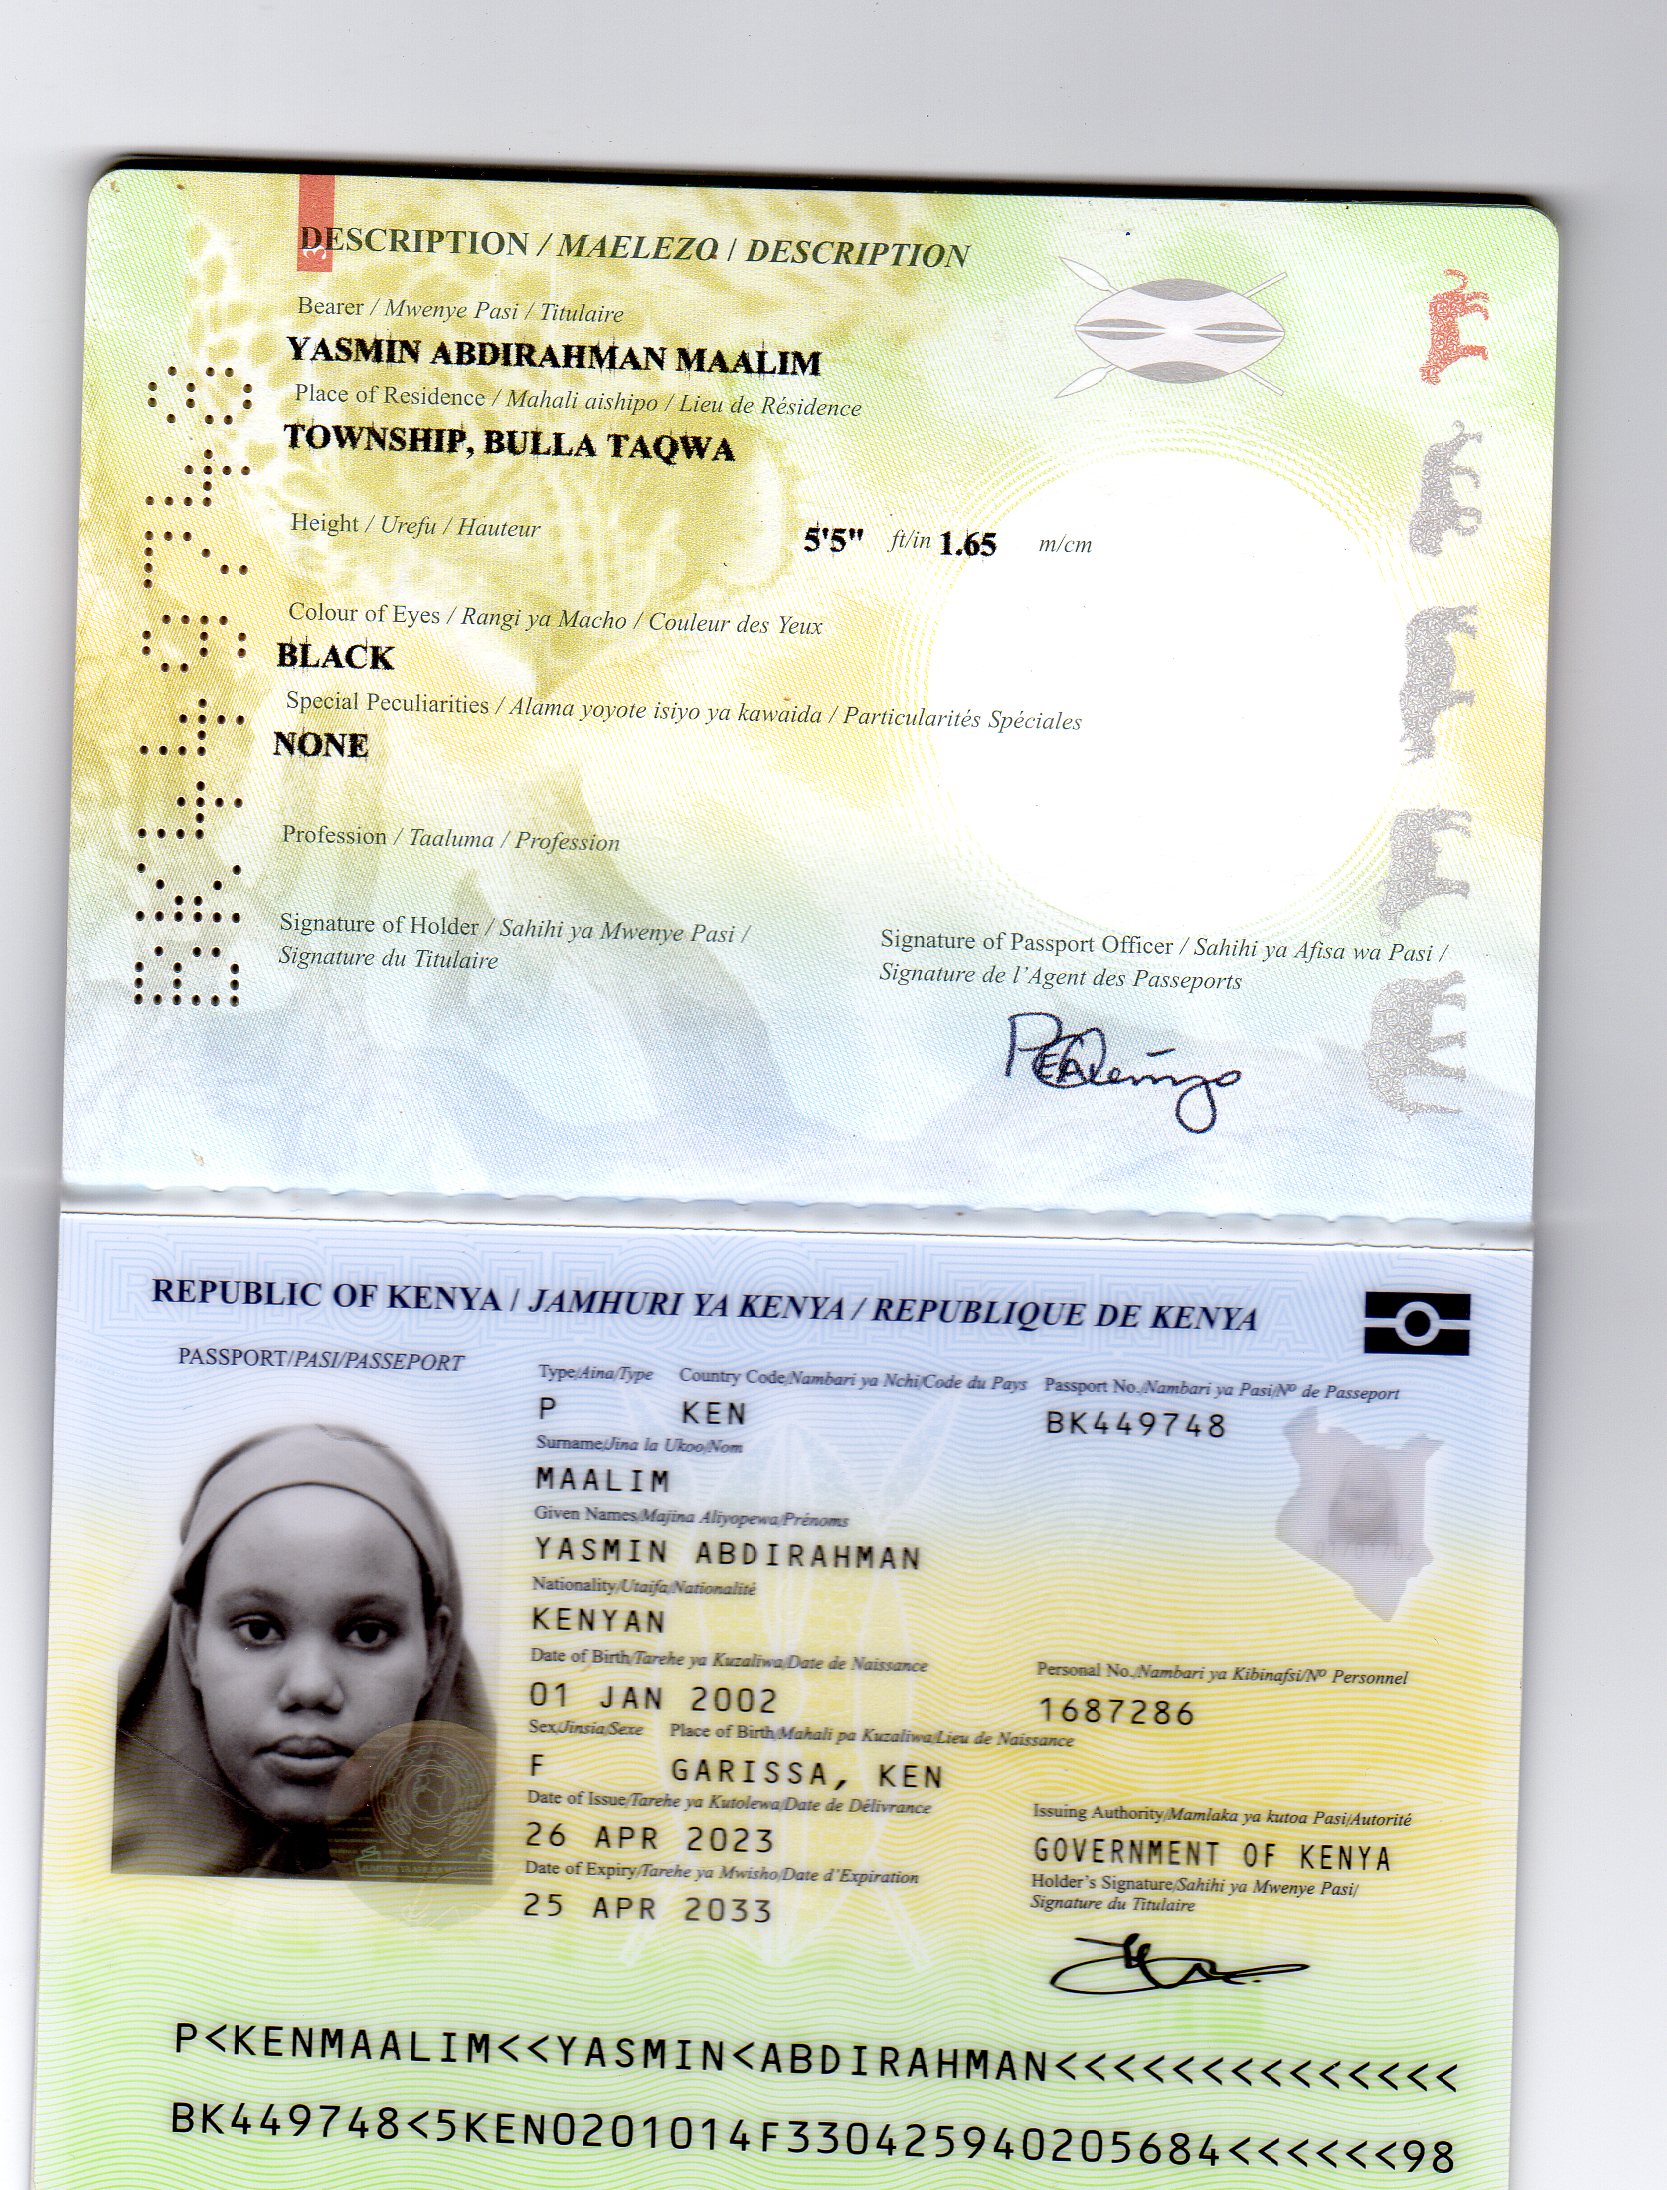 3
DESCRIPTION / MAELEZO / DESCRIPTION
Bearer / Mwenye Pasi / Titulaire
YASMIN ABDIRAHMAN MAALIM
Place of Residence / Mahali aishipo / Lieu de Résidence
TOWNSHIP, BULLA TAQWA
Height / Urefu / Hauteur 5'5" ft/in 1.65 m/cm
Colour of Eyes / Rangi ya Macho / Couleur des Yeux
BLACK
Special Peculiarities / Alama yoyote isiyo ya kawaida / Particularités Spéciales
NONE
Profession / Taaluma / Profession
Signature of Holder / Sahihi ya Mwenye Pasi /
Signature du Titulaire
Signature of Passport Officer / Sahihi ya Afisa wa Pasi /
Signature de l'Agent des Passeports
BK449748
REPUBLIC OF KENYA / JAMHURI YA KENYA / REPUBLIQUE DE KENYA
PASSPORT/PASI/PASSEPORT
Type/Aina/Type Country Code/Nambari ya Nchi/Code du Pays Passport No./Nambari ya Pasi/Nº de Passeport
P KEN BK449748
Surname/Jina la Ukoo/Nom
MAALIM
Given Names/Majina Aliyopewa/Prénoms
YASMIN ABDIRAHMAN
Nationality/Utaifa/Nationalité
KENYAN
Date of Birth/Tarehe ya Kuzaliwa/Date de Naissance Personal No./Nambari ya Kibinafsi/Nº Personnel
01 JAN 2002 1687286
Sex/Jinsia/Sexe Place of Birth/Mahali pa Kuzaliwa/Lieu de Naissance
F GARISSA, KEN
Date of Issue/Tarehe ya Kutolewa/Date de Délivrance Issuing Authority/Mamlaka ya kutoa Pasi/Autorité
26 APR 2023 GOVERNMENT OF KENYA
Date of Expiry/Tarehe ya Mwisho/Date d'Expiration Holder's Signature/Sahihi ya Mwenye Pasi/
Signature du Titulaire
25 APR 2033
P<KENMAALIM<<YASMIN<ABDIRAHMAN<<<<<<<<<<<<<<
BK449748<5KEN0201014F330425940205684<<<<<<98